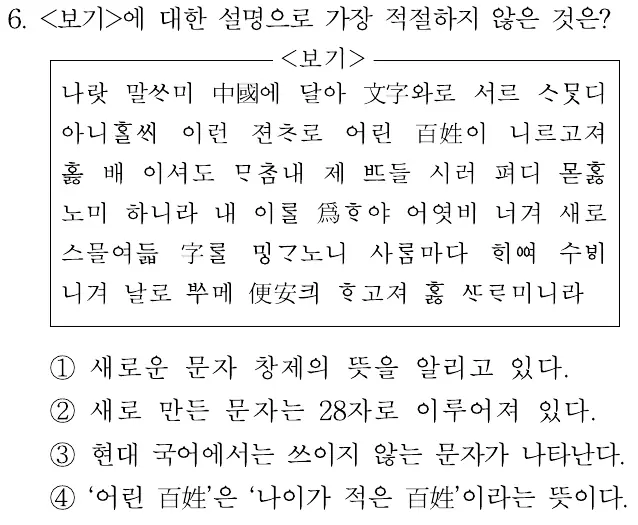 6. <보기>에 대한 설명으로 가장 적절하지 않은 것은?
<보기>
나랏 말ᄊᆞ미 中國에 달아 文字와로 서르 ᄉᆞᄆᆞᆺ디
아니ᄒᆞᆯᄊᆡ 이런 젼ᄎᆞ로 어린 百姓이 니르고져
ᄒᆞᇙ 배 이셔도 ᄆᆞᄎᆞᆷ내 제 ᄠᅳ들 시러 펴디 몯ᄒᆞᇙ
노미 하니라 내 이ᄅᆞᆯ 爲ᄒᆞ야 어엿비 너겨 새로
스믈여듧 字ᄅᆞᆯ ᄆᆡᇰᄀᆞ노니 사ᄅᆞᆷ마다 ᄒᆡᅇᅧ 수ᄫᅵ
니겨 날로 ᄡᅮ메 便安킈 ᄒᆞ고져 ᄒᆞᇙ ᄯᆞᄅᆞ미니라
① 새로운 문자 창제의 뜻을 알리고 있다.
② 새로 만든 문자는 28자로 이루어져 있다.
③ 현대 국어에서는 쓰이지 않는 문자가 나타난다.
④ ‘어린 百姓’은 ‘나이가 적은 百姓’이라는 뜻이다.